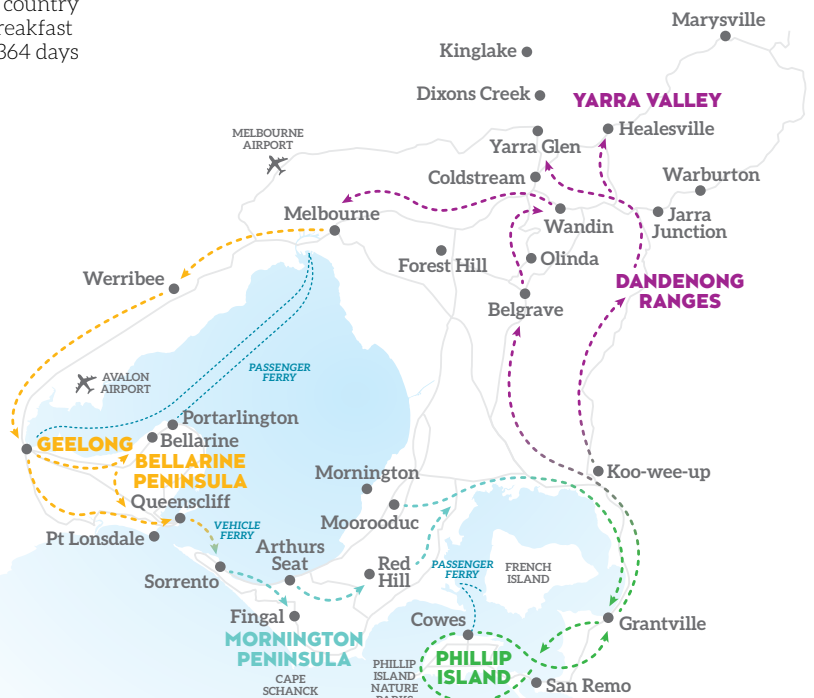 country
reakfast
364 days
Marysville
Kinglake
Dixons Creek
YARRA VALLEY
Healesville
MELBOURNE
AIRPORT
Yarra Glen
Coldstream
Warburton
Melbourne
Wandin
Jarra
Junction
Forest Hill
Olinda
Werribee
DANDENONG
RANGES
Belgrave
PASSENGER
FERRY
AVALON
AIRPORT
Portarlington
GEELONG
Bellarine
BELLARINE
PENINSULA
Mornington
Koo-wee-up
Queenscliff
Moorooduc
VEHICLE
FERRY
Pt Lonsdale
Arthurs
Seat
Sorrento
Red
Hill
PASSENGER
FERRY
FRENCH
ISLAND
Fingal
Cowes
Grantville
MORNINGTON
PENINSULA
PHILLIP
ISLAND
CAPE
SCHANCK
PHILLIP
ISLAND
NATURE
PARKS
San Remo